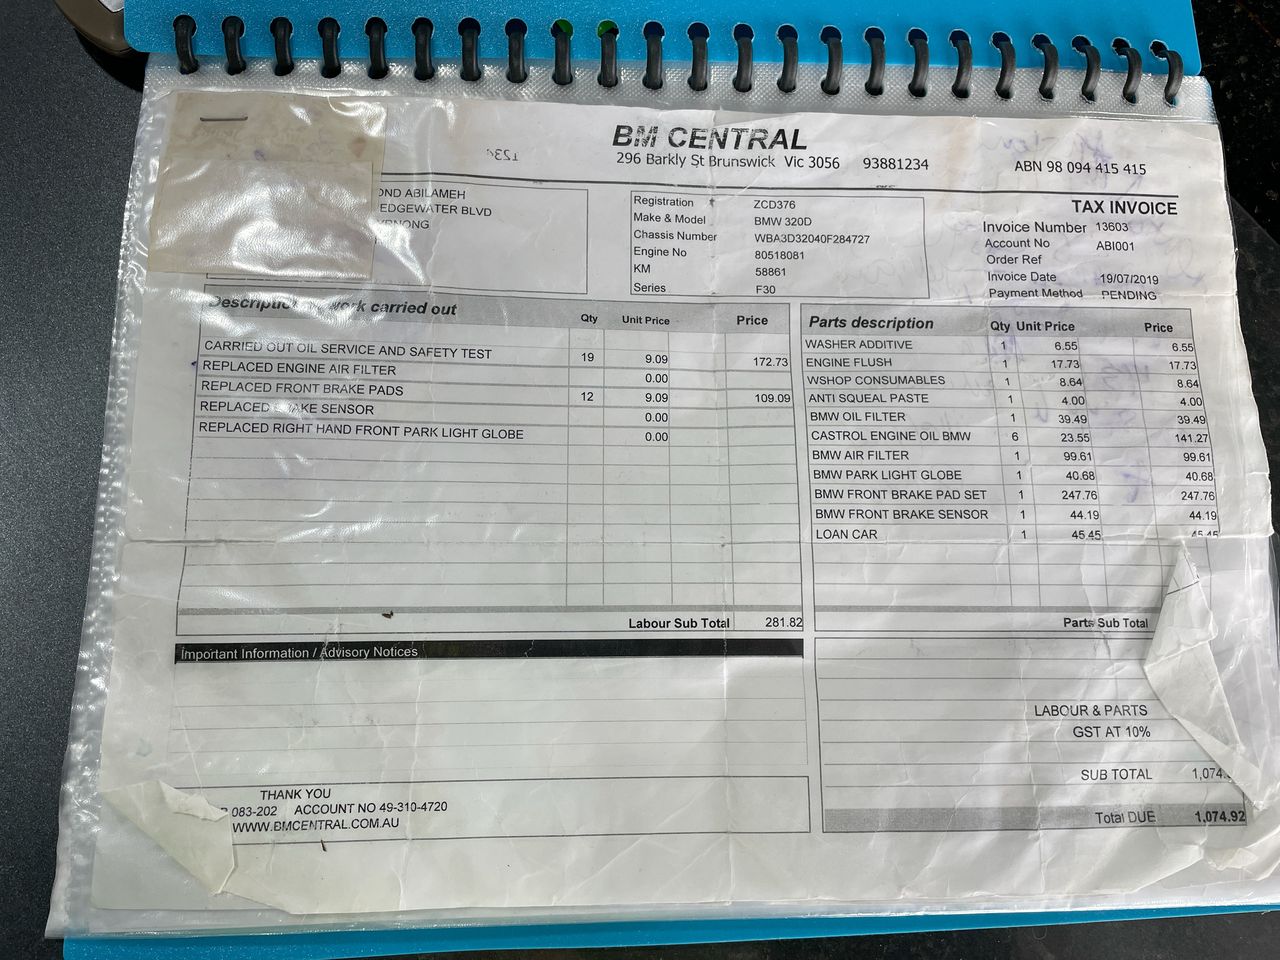 BM CENTRAL
296 Barkly St Brunswick Vic 3056 93881234
ABN 98 094 415 415
OND ABILAMEH
EDGEWATER BLVD
RNONG
Registration ZCD376
Make & Model BMW 320D
Chassis Number WBA3D32040F284727
Engine No 80518081
KM 58861
Series F30
TAX INVOICE
Invoice Number 13603
Account No ABI001
Order Ref
Invoice Date 19/07/2019
Payment Method PENDING
Description work carried out Qty Unit Price Price
CARRIED OUT OIL SERVICE AND SAFETY TEST 19 9.09 172.73
REPLACED ENGINE AIR FILTER 0.00
REPLACED FRONT BRAKE PADS 12 9.09 109.09
REPLACED BRAKE SENSOR 0.00
REPLACED RIGHT HAND FRONT PARK LIGHT GLOBE 0.00
Labour Sub Total 281.82
Parts description Qty Unit Price Price
WASHER ADDITIVE 1 6.55 6.55
ENGINE FLUSH 1 17.73 17.73
WSHOP CONSUMABLES 1 8.64 8.64
ANTI SQUEAL PASTE 1 4.00 4.00
BMW OIL FILTER 1 39.49 39.49
CASTROL ENGINE OIL BMW 6 23.55 141.27
BMW AIR FILTER 1 99.61 99.61
BMW PARK LIGHT GLOBE 1 40.68 40.68
BMW FRONT BRAKE PAD SET 1 247.76 247.76
BMW FRONT BRAKE SENSOR 1 44.19 44.19
LOAN CAR 1 45.45 45.45
Parts Sub Total
Important Information / Advisory Notices
LABOUR & PARTS
GST AT 10%
SUB TOTAL 1,074.
Total DUE 1,074.92
THANK YOU
083-202 ACCOUNT NO 49-310-4720
WWW.BMCENTRAL.COM.AU